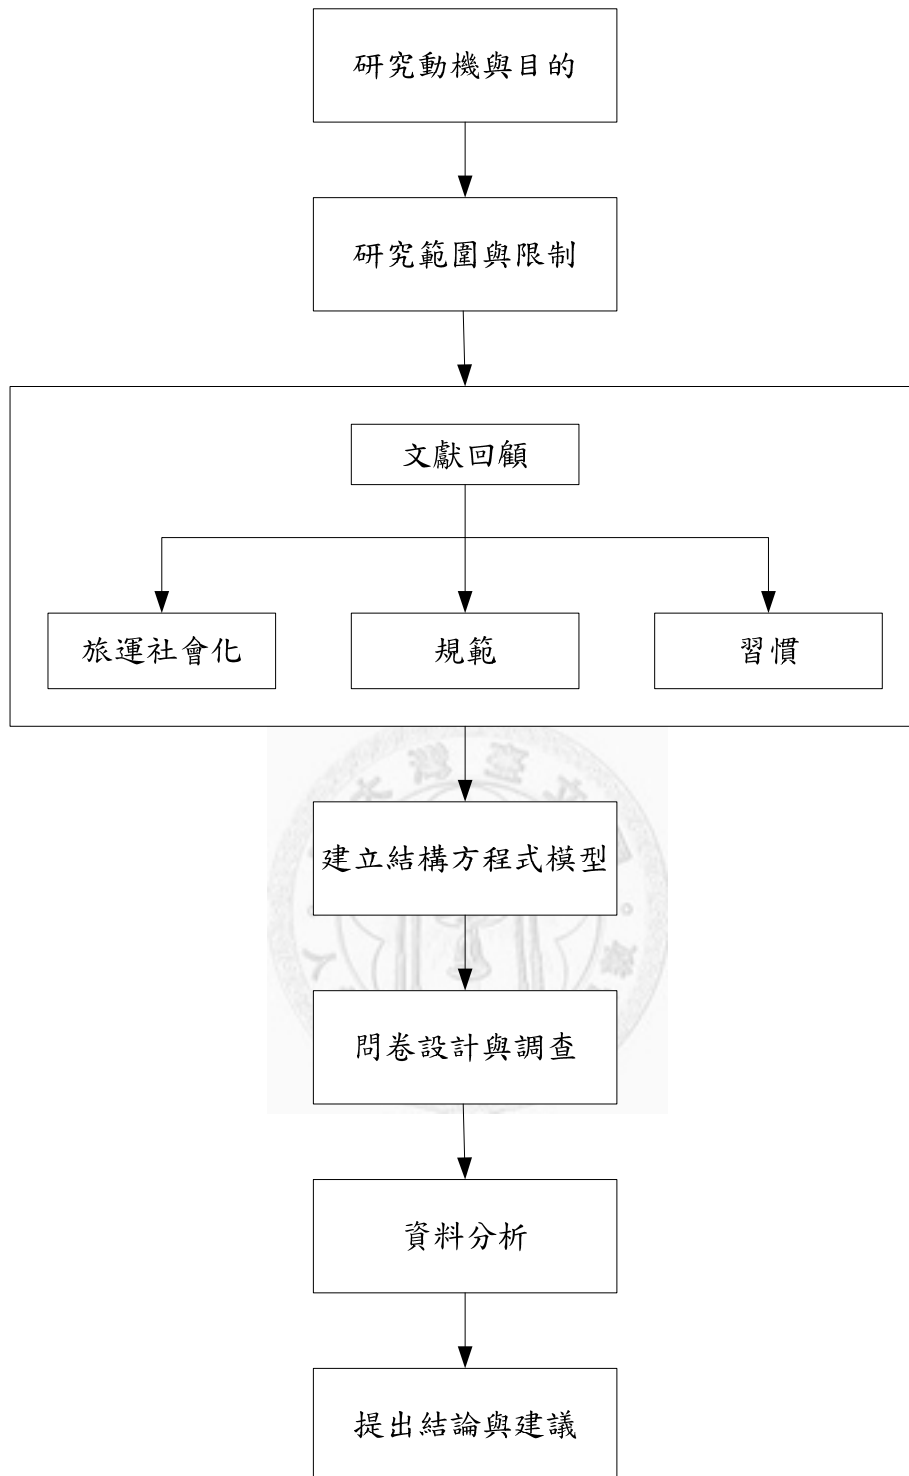 研究動機與目的
研究範圍與限制
文獻回顧
旅運社會化
規範
習慣
建立結構方程式模型
問卷設計與調查
資料分析
提出結論與建議